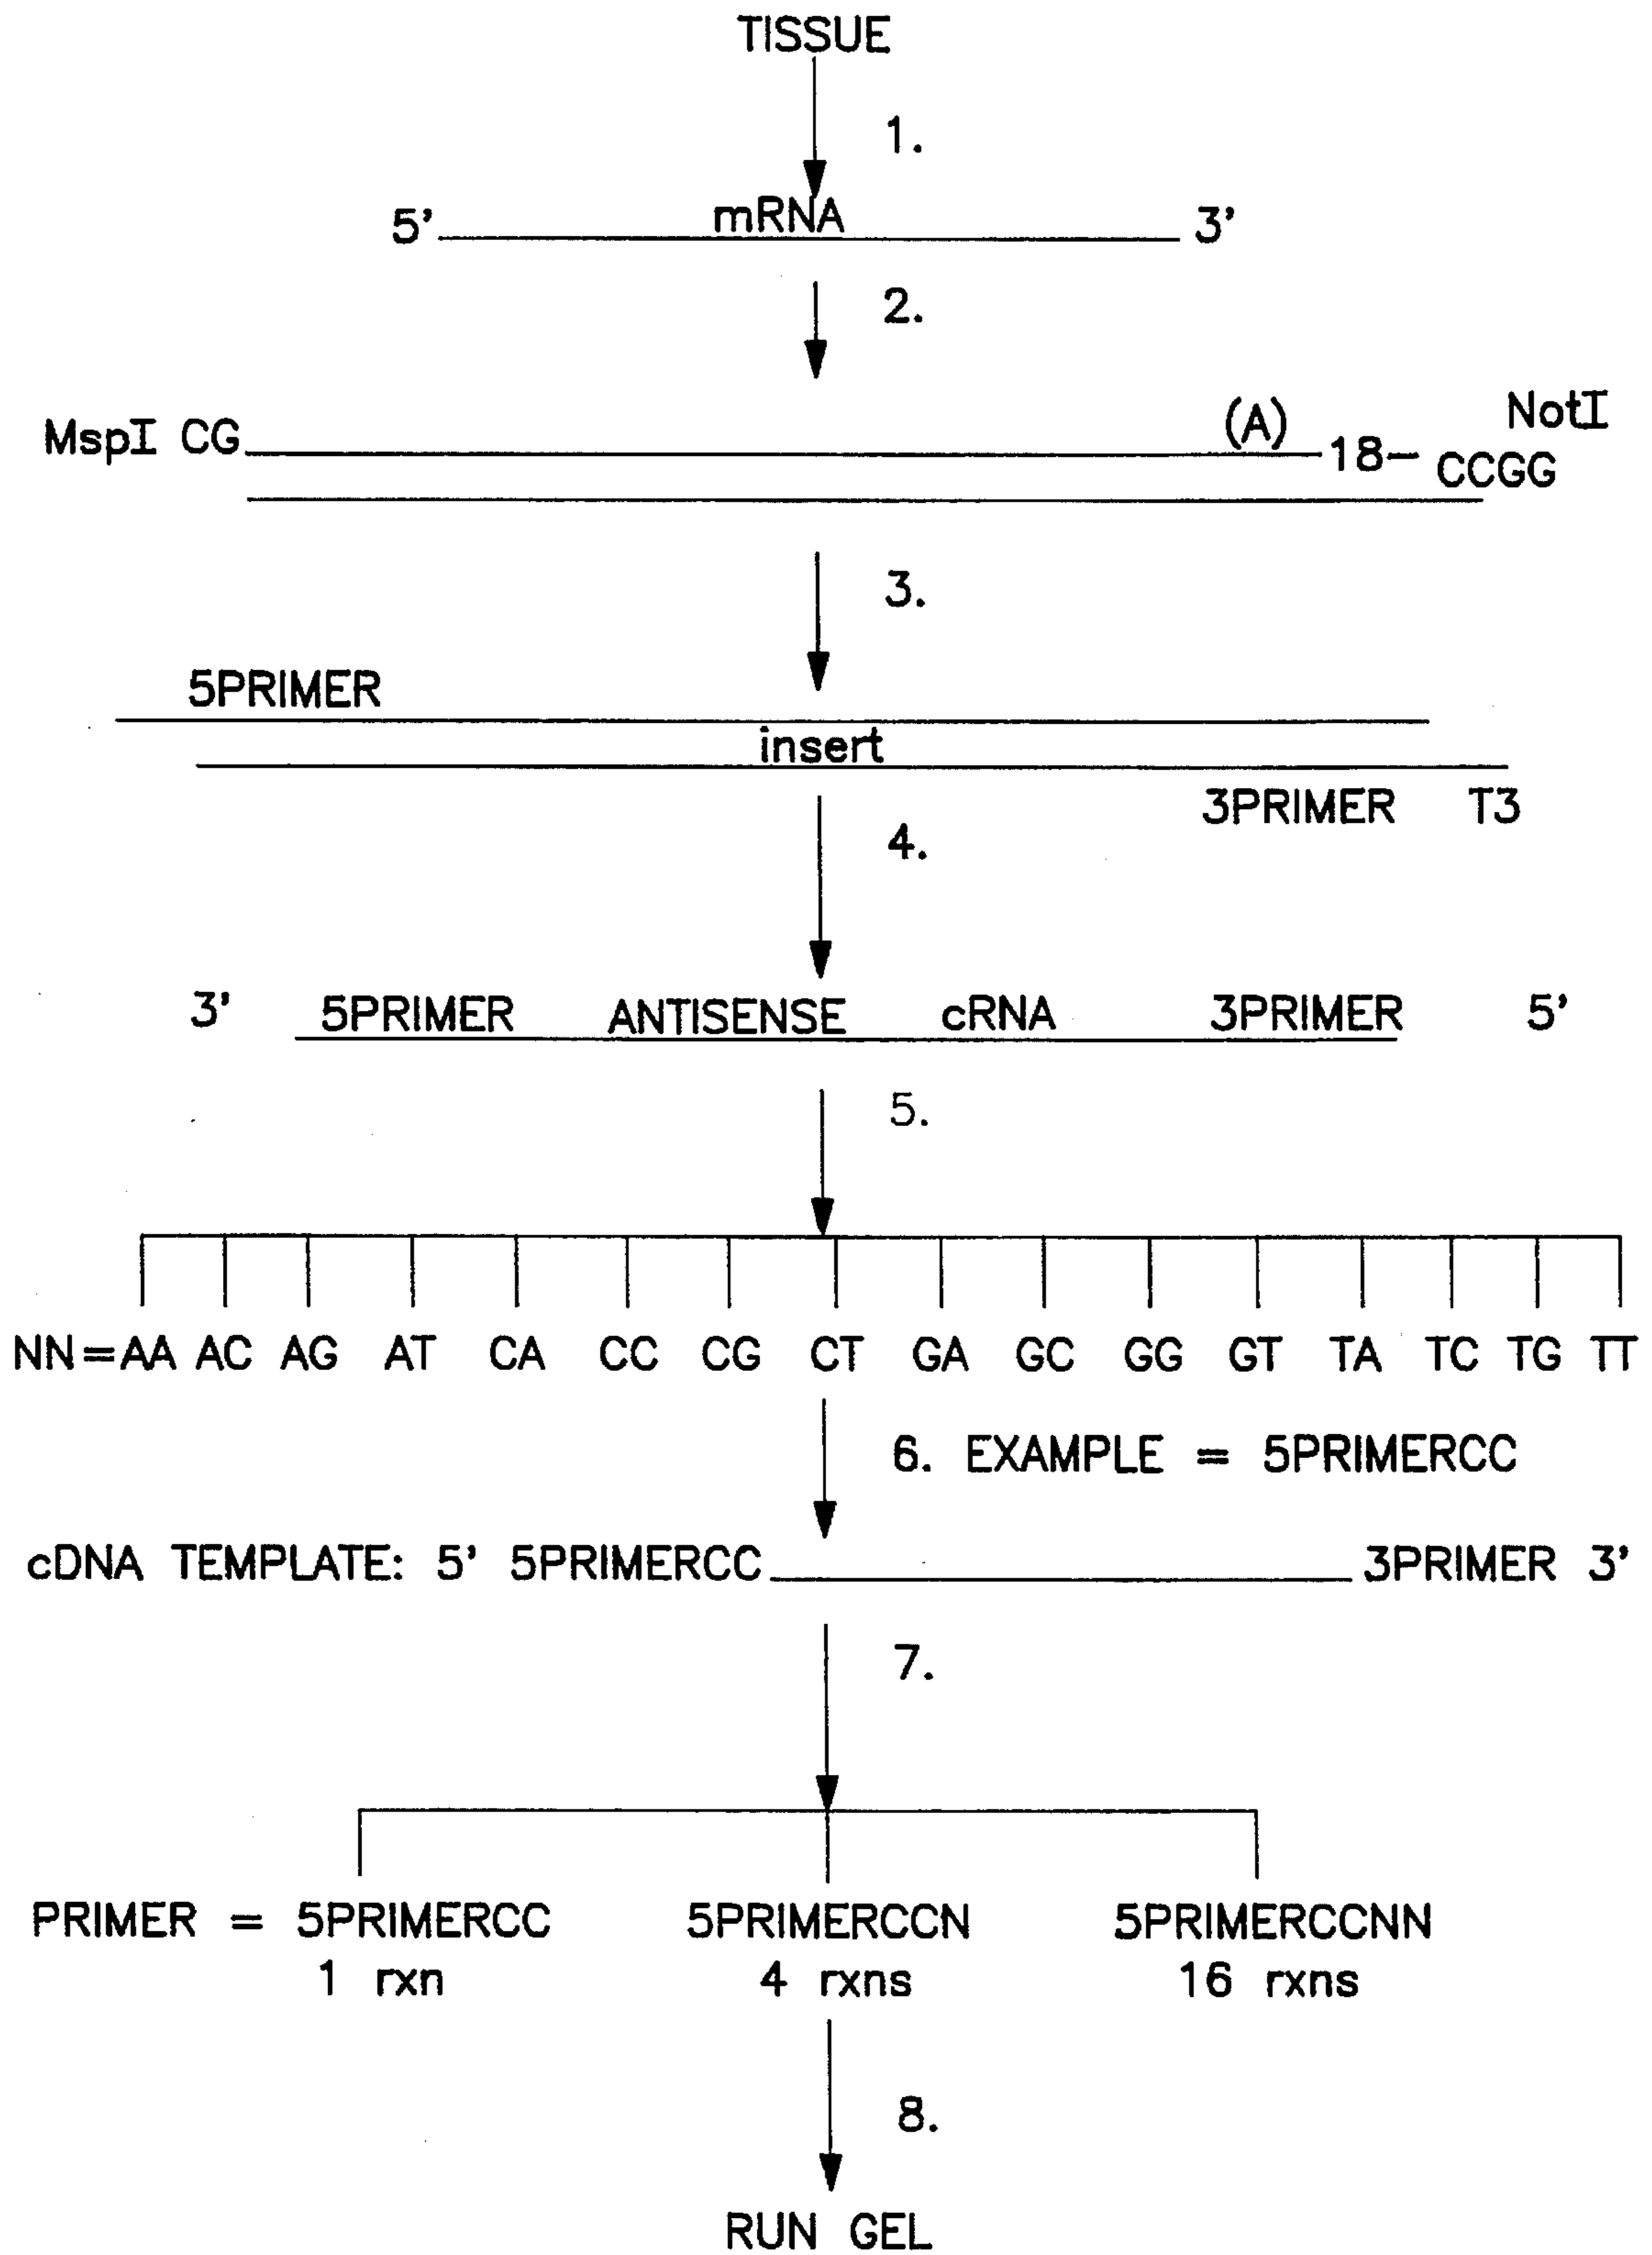 TISSUE
1.
mRNA
5' 3'
2.
NotI
MspI CG (A) 18– CCGG
3.
5PRIMER
insert
3PRIMER T3
4.
3' 5PRIMER ANTISENSE cRNA 3PRIMER 5'
5.
NN=AA AC AG AT CA CC CG CT GA GC GG GT TA TC TG TT
6. EXAMPLE = 5PRIMERCC
cDNA TEMPLATE: 5' 5PRIMERCC 3PRIMER 3'
7.
PRIMER = 5PRIMERCC 5PRIMERCCN 5PRIMERCCNN
1 rxn 4 rxns 16 rxns
8.
RUN GEL